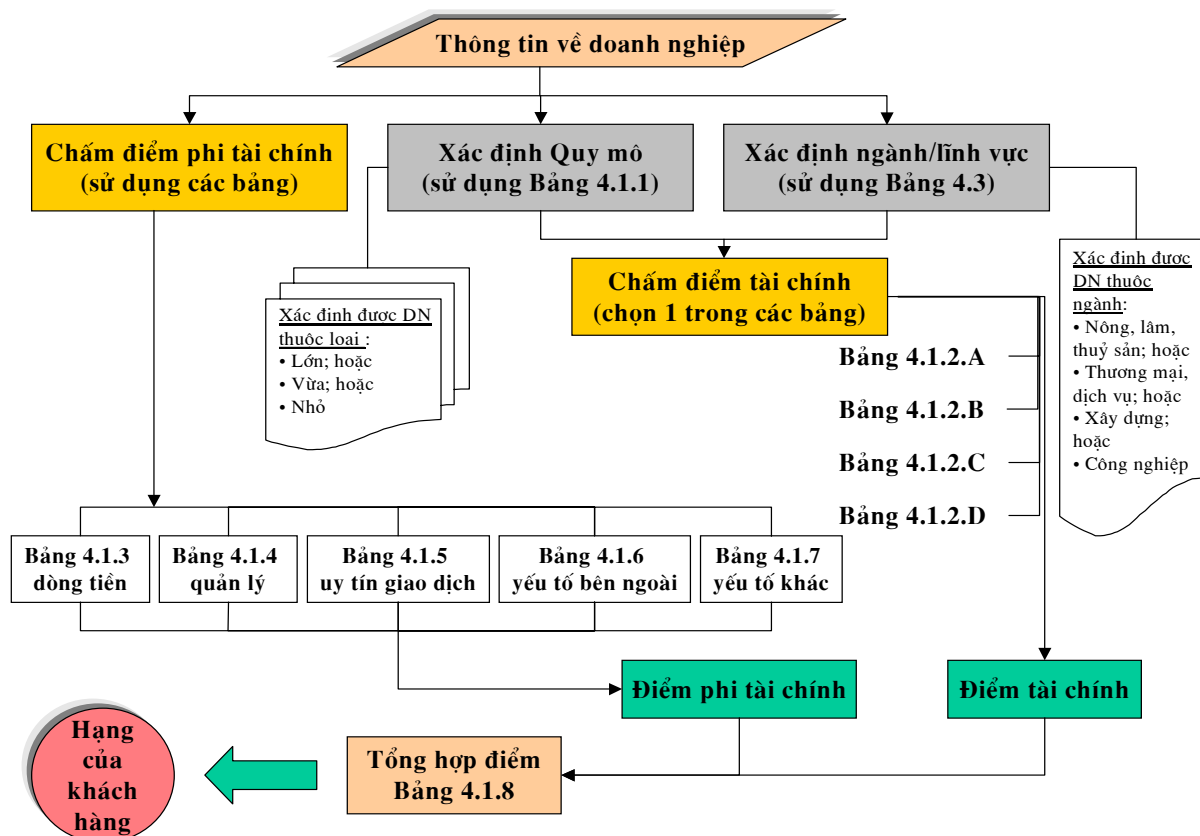 Thông tin về doanh nghiệp
Chấm điểm phi tài chính
(sử dụng các bảng)
Xác định Quy mô
(sử dụng Bảng 4.1.1)
Xác định ngành/lĩnh vực
(sử dụng Bảng 4.3)
Chấm điểm tài chính
(chọn 1 trong các bảng)
Xác đinh được DN
thuôc loai :
• Lớn; hoặc
• Vừa; hoặc
• Nhỏ
Xác đinh được
DN thuôc
ngành:
• Nông, lâm,
thuỷ sản; hoặc
• Thương mại,
dịch vụ; hoặc
• Xây dựng;
hoặc
• Công nghiệp
Bảng 4.1.2.A
Bảng 4.1.2.B
Bảng 4.1.2.C
Bảng 4.1.2.D
Bảng 4.1.3
dòng tiền
Bảng 4.1.4
quản lý
Bảng 4.1.5
uy tín giao dịch
Bảng 4.1.6
yếu tố bên ngoài
Bảng 4.1.7
yếu tố khác
Điểm phi tài chính
Điểm tài chính
Tổng hợp điểm
Bảng 4.1.8
Hạng
của
khách
hàng